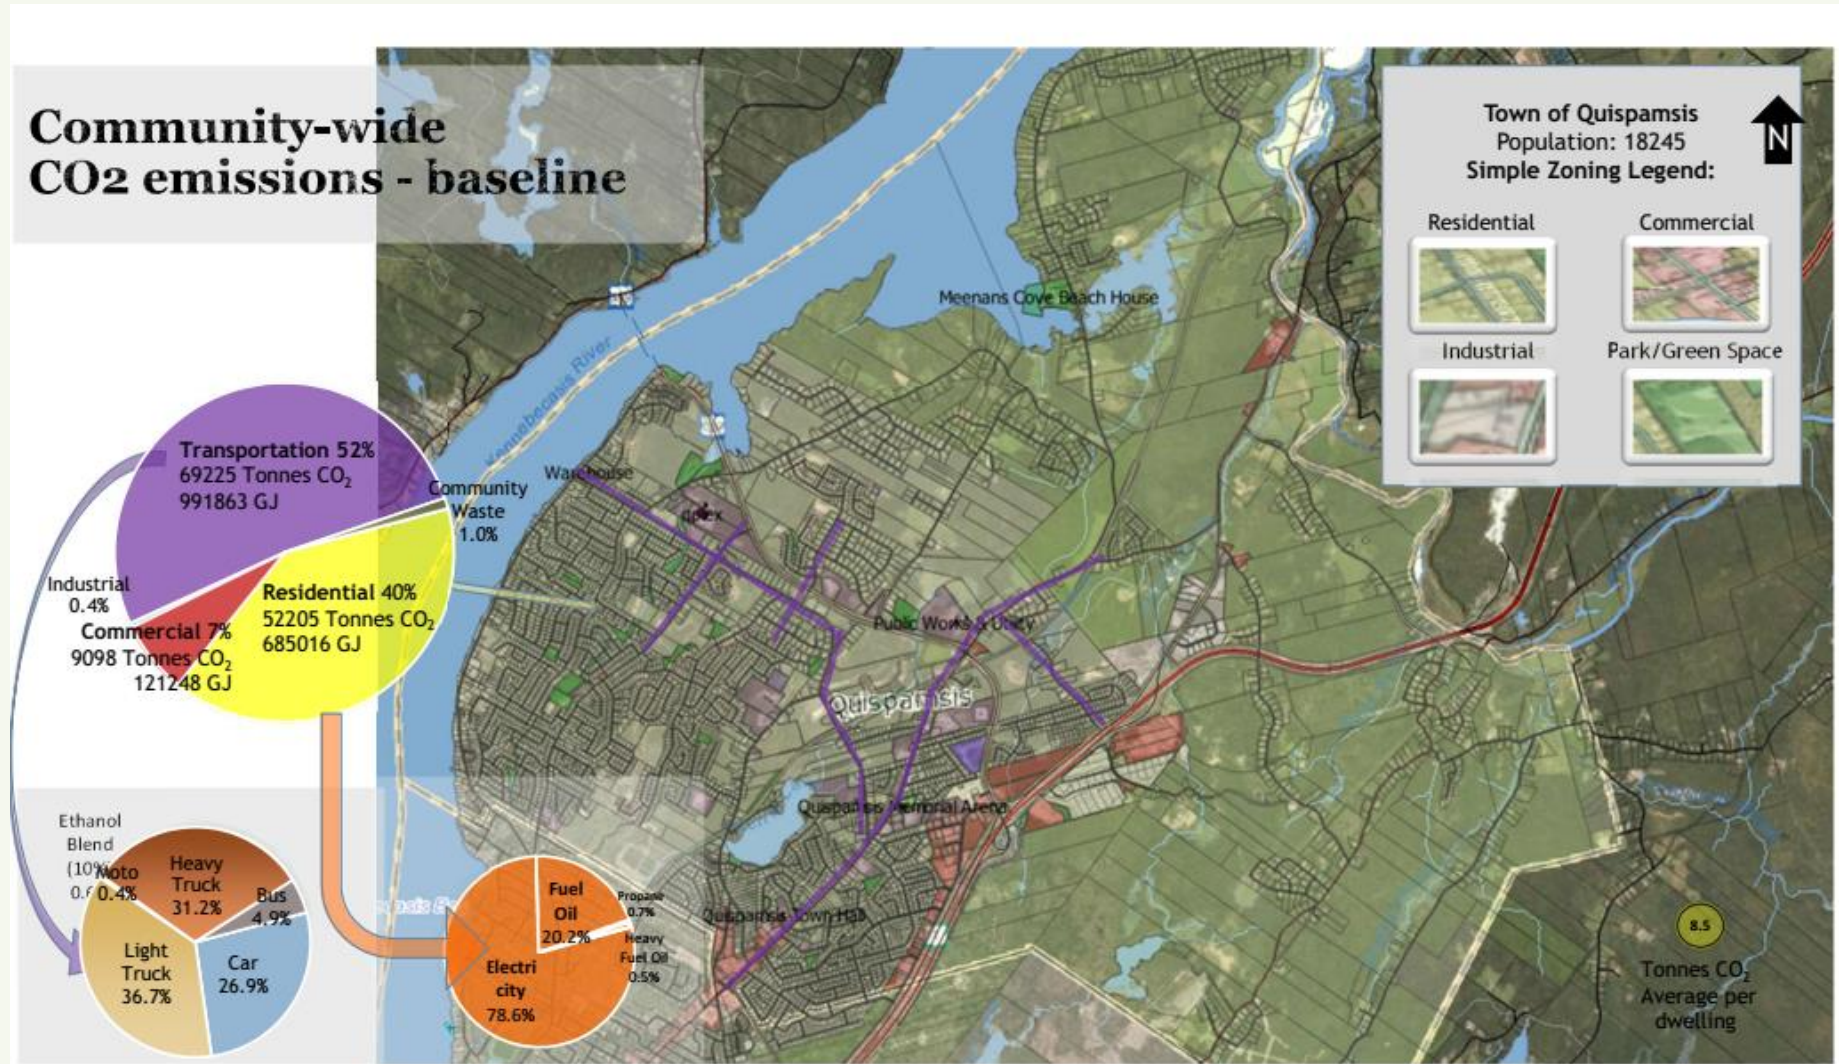 Community-wide
CO2 emissions - baseline
Town of Quispamsis
Population: 18245
Simple Zoning Legend:
N
Residential
Commercial
Industrial
Park/Green Space
Meenans Cove Beach House
Kennebecasis River
Warehouse
qplex
Public Works & Utility
Quispamsis
Quispamsis Memorial Arena
Quispamsis Town Hall
Transportation 52%
69225 Tonnes CO2
991863 GJ
Community
Waste
1.0%
Industrial
0.4%
Residential 40%
52205 Tonnes CO2
685016 GJ
Commercial 7%
9098 Tonnes CO2
121248 GJ
Ethanol
Blend
(10%
Moto
0.4%
Heavy
Truck
31.2%
Bus
4.9%
Light
Truck
36.7%
Car
26.9%
Fuel
Oil
20.2%
Propane
0.7%
Heavy
Fuel Oil
0.5%
Electri
city
78.6%
8.5
Tonnes CO2
Average per
dwelling